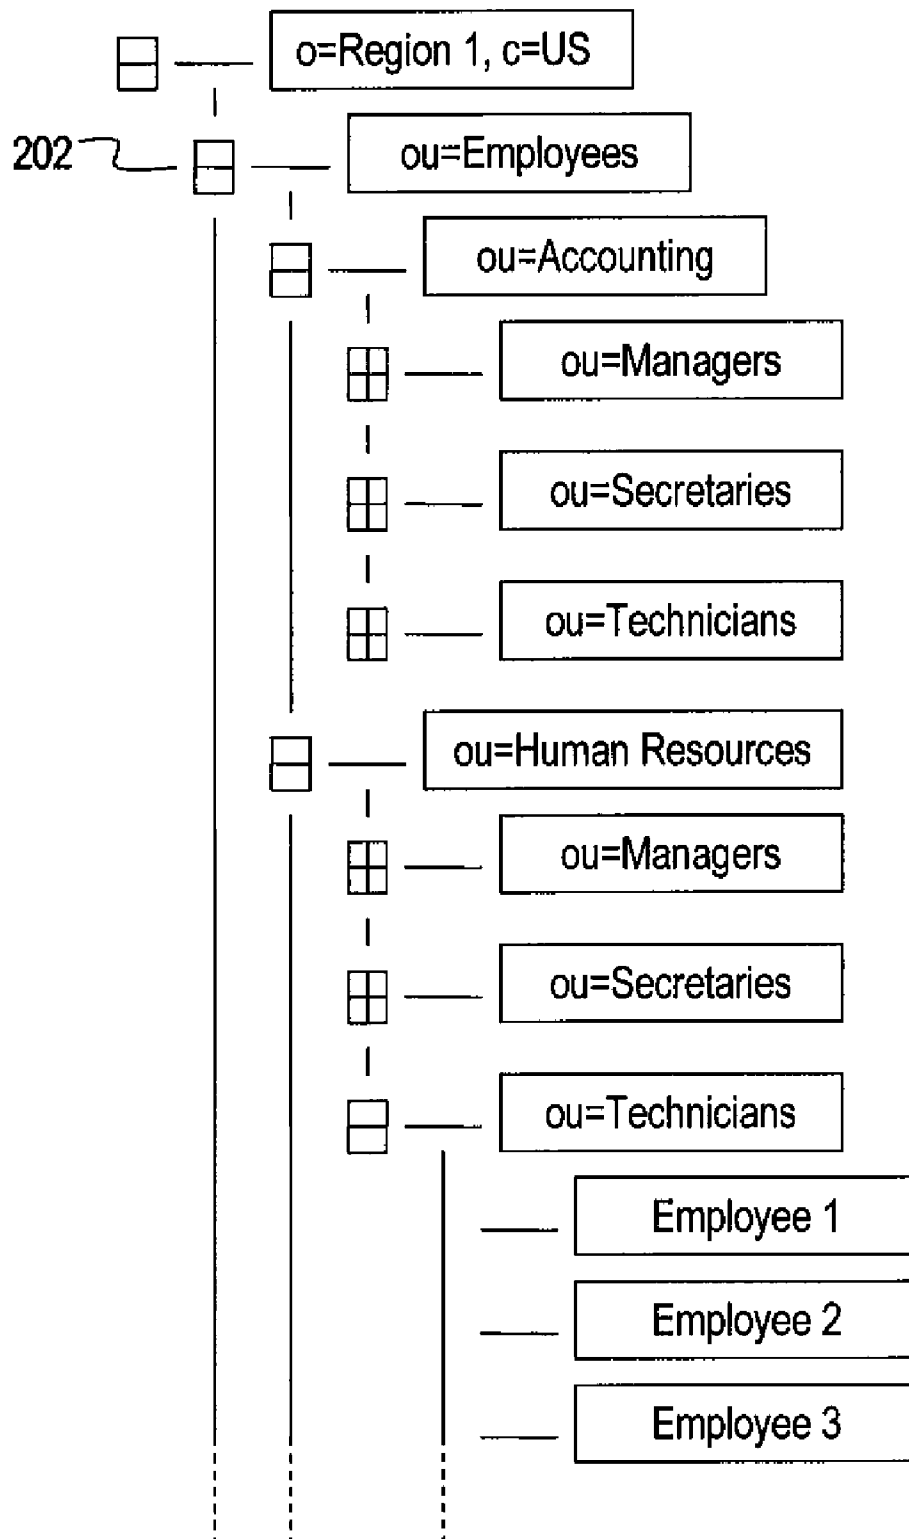 o=Region 1, c=US
202
ou=Employees
ou=Accounting
ou=Managers
ou=Secretaries
ou=Technicians
ou=Human Resources
ou=Managers
ou=Secretaries
ou=Technicians
Employee 1
Employee 2
Employee 3